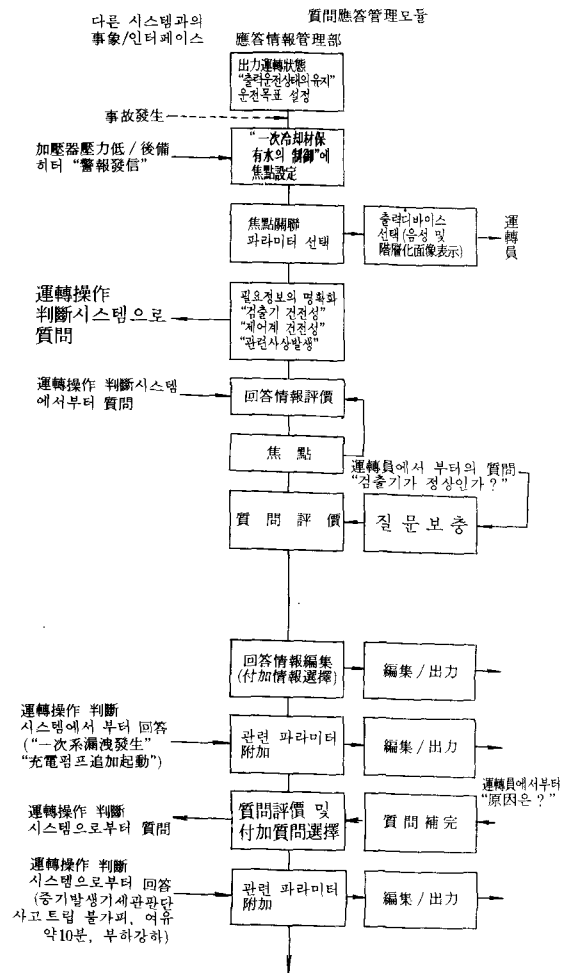 다른 시스템과의
事象/인터페이스
質問應答管理모듈
應答情報管理部
出力運轉狀態
“출력운전상태의 유지”
운전목표 설정
事故發生
加壓器壓力低 / 後備
히터 “警報發信”
“一次冷却材保
有水의 制御”에
焦點設定
焦點關聯
파라미터 선택
출력디바이스
선택(음성 및
階層化画像表示)
運轉員
運轉操作
判斷시스템으로
質問
필요정보의 명확화
“검출기 건전성”
“제어계 건전성”
“관련사상발생”
運轉操作 判斷시스템
에서부터 質問
回答情報評價
焦 點
運轉員에서 부터의 質問
“검출기가 정상인가?”
質 問 評 價
질 문 보 충
回答情報編集
(付加情報選擇)
編集 / 出力
運轉操作 判斷
시스템에서 부터 回答
(“一次系漏洩發生”
“充電펌프追加起動”)
관련 파라미터
附加
編集 / 出力
運轉操作 判斷
시스템으로부터 質問
質問評價 및
付加質問選擇
質問補完
運轉員에서부터
“原因은?”
運轉操作 判斷
시스템으로부터 回答
(증기발생기세관판단
사고트립 불가피, 여유
약10분, 부하강하)
관련 파라미터
附加
編集 / 出力